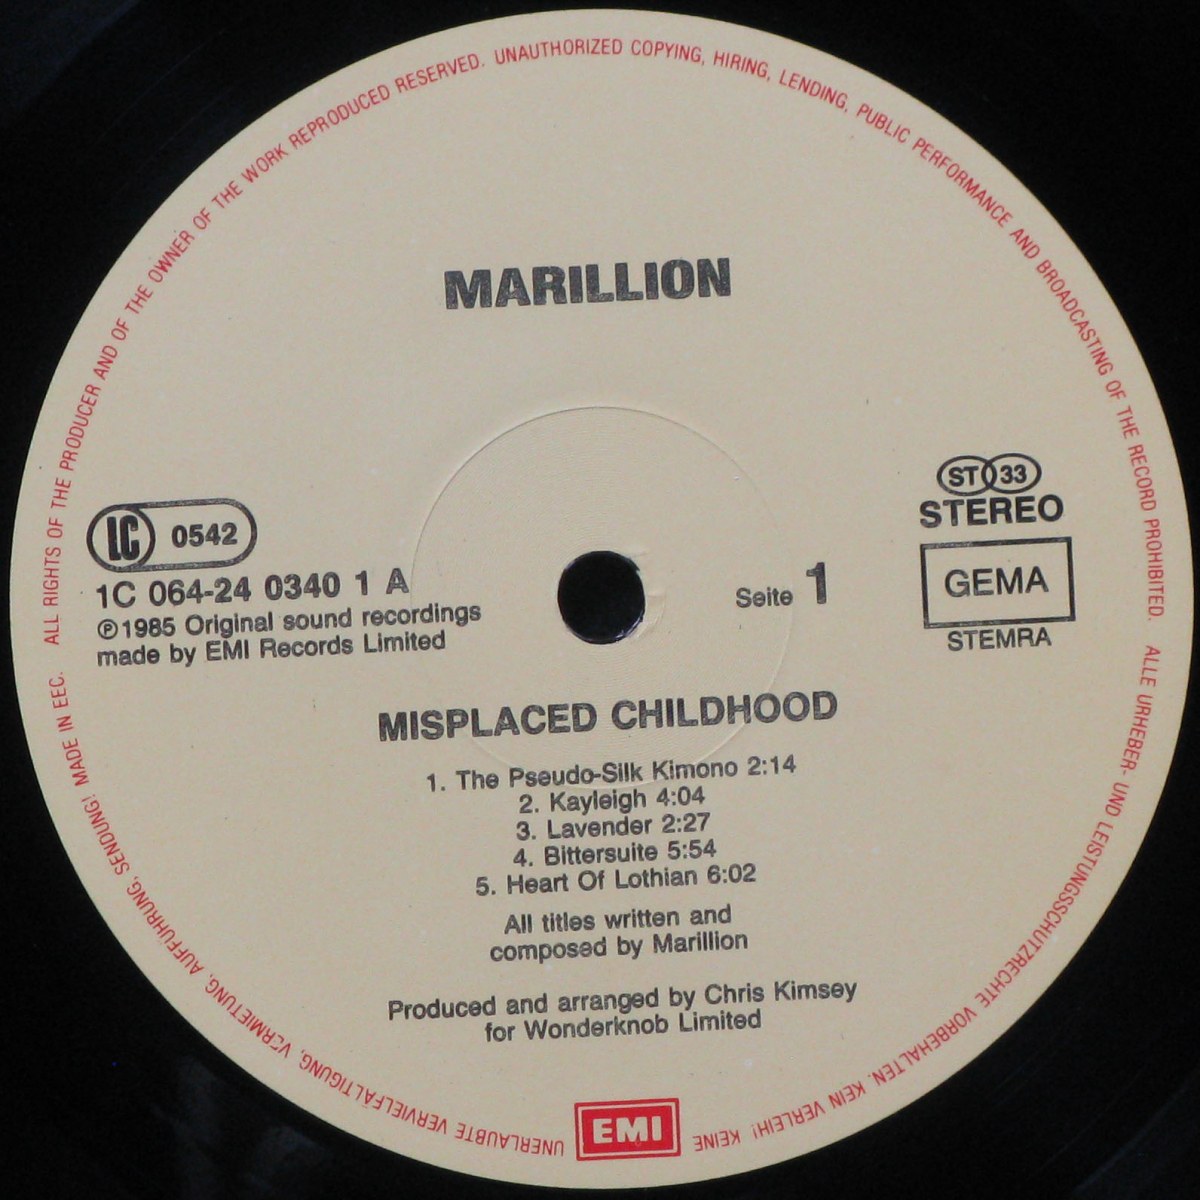 ALL RIGHTS OF THE PRODUCER AND OF THE OWNER OF THE WORK REPRODUCED RESERVED. UNAUTHORIZED COPYING, HIRING, LENDING, PUBLIC PERFORMANCE AND BROADCASTING OF THE RECORD PROHIBITED.
MARILLION
LC 0542
1C 064-24 0340 1 A
℗1985 Original sound recordings
made by EMI Records Limited
ST 33
STEREO
GEMA
STEMRA
Seite 1
MISPLACED CHILDHOOD
1. The Pseudo-Silk Kimono 2:14
2. Kayleigh 4:04
3. Lavender 2:27
4. Bittersuite 5:54
5. Heart Of Lothian 6:02
All titles written and
composed by Marillion
Produced and arranged by Chris Kimsey
for Wonderknob Limited
EMI
ALLE URHEBER- UND LEISTUNGSSCHUTZRECHTE VORBEHALTEN. KEIN VERLEIH! KEINE UNERLAUBTE VERVIELFÄLTIGUNG, VERMIETUNG, AUFFÜHRUNG, SENDUNG! MADE IN EEC.